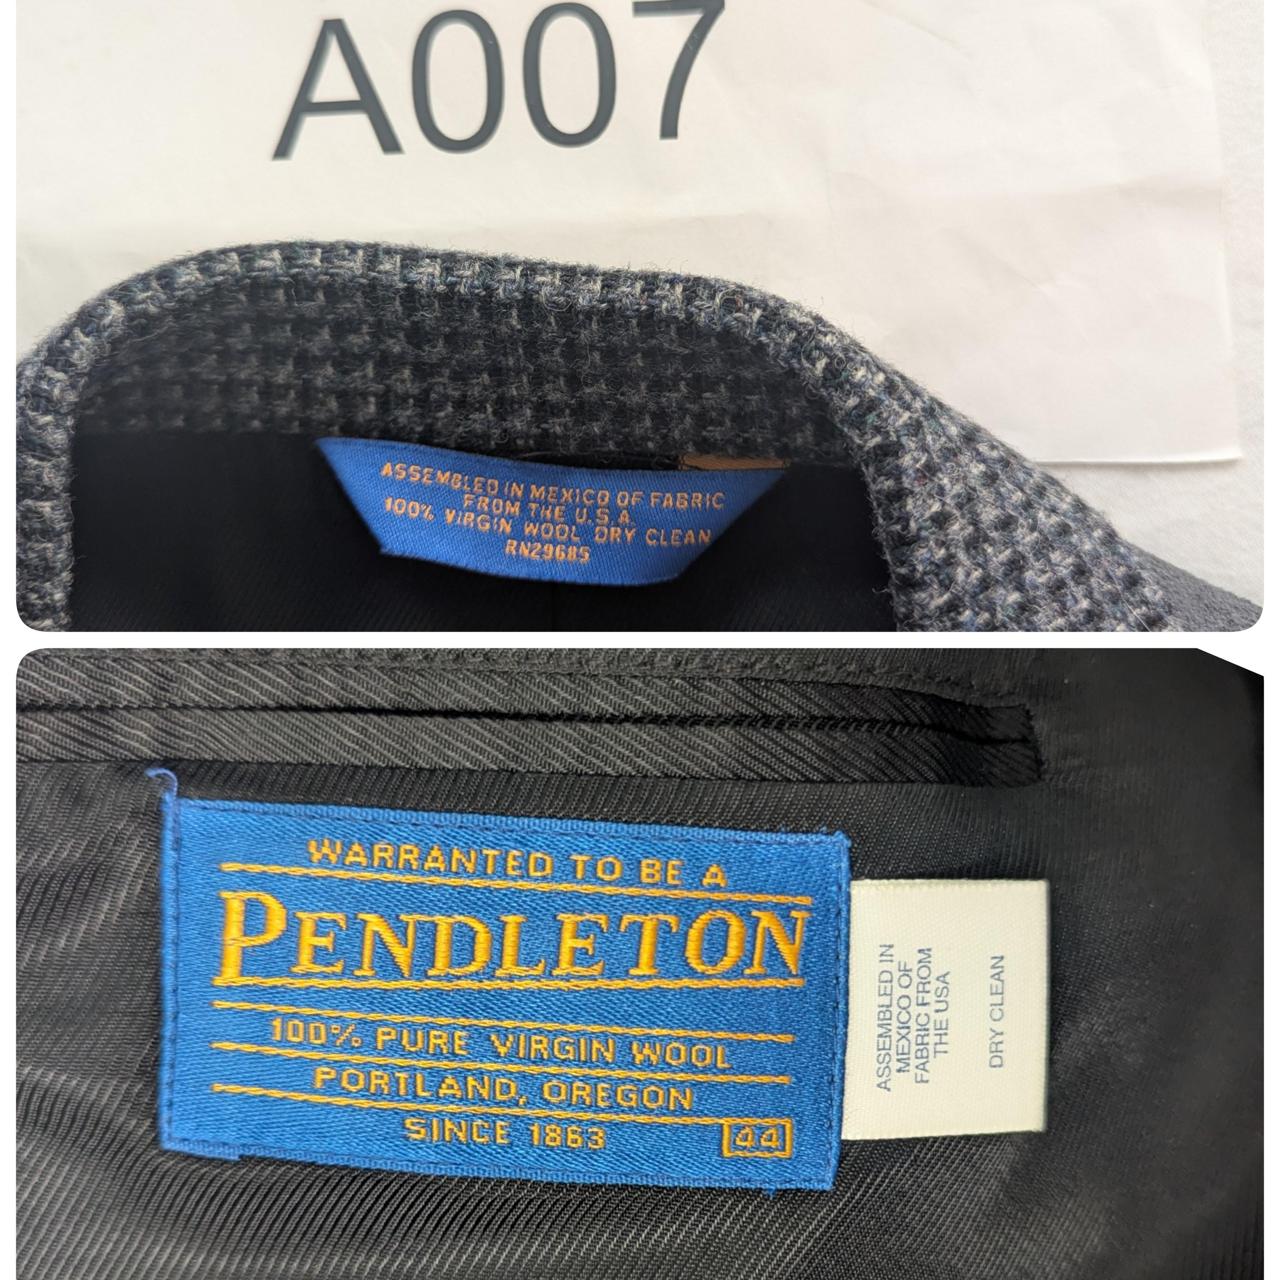 A007
ASSEMBLED IN MEXICO OF FABRIC
FROM THE U.S.A.
100% VIRGIN WOOL DRY CLEAN
RN29685
WARRANTED TO BE A
PENDLETON
100% PURE VIRGIN WOOL
PORTLAND, OREGON
SINCE 1863
44
ASSEMBLED IN
MEXICO OF
FABRIC FROM
THE USA
DRY CLEAN